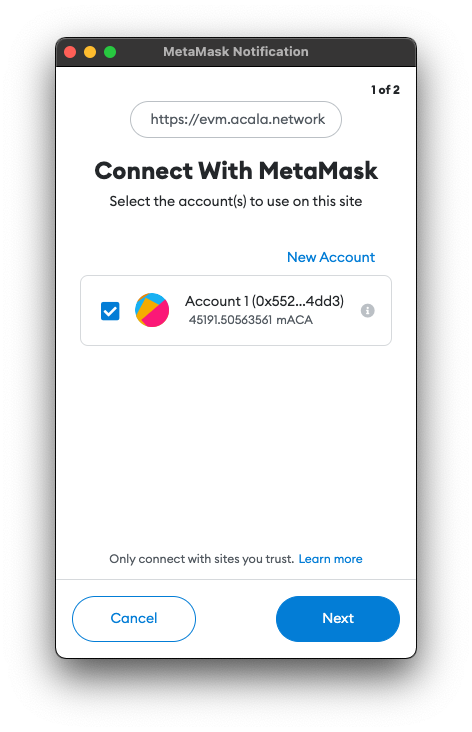 MetaMask Notification
1 of 2
https://evm.acala.network
Connect With MetaMask
Select the account(s) to use on this site
New Account
Account 1 (0x552...4dd3)
45191.50563561 mACA
Only connect with sites you trust. Learn more
Cancel
Next